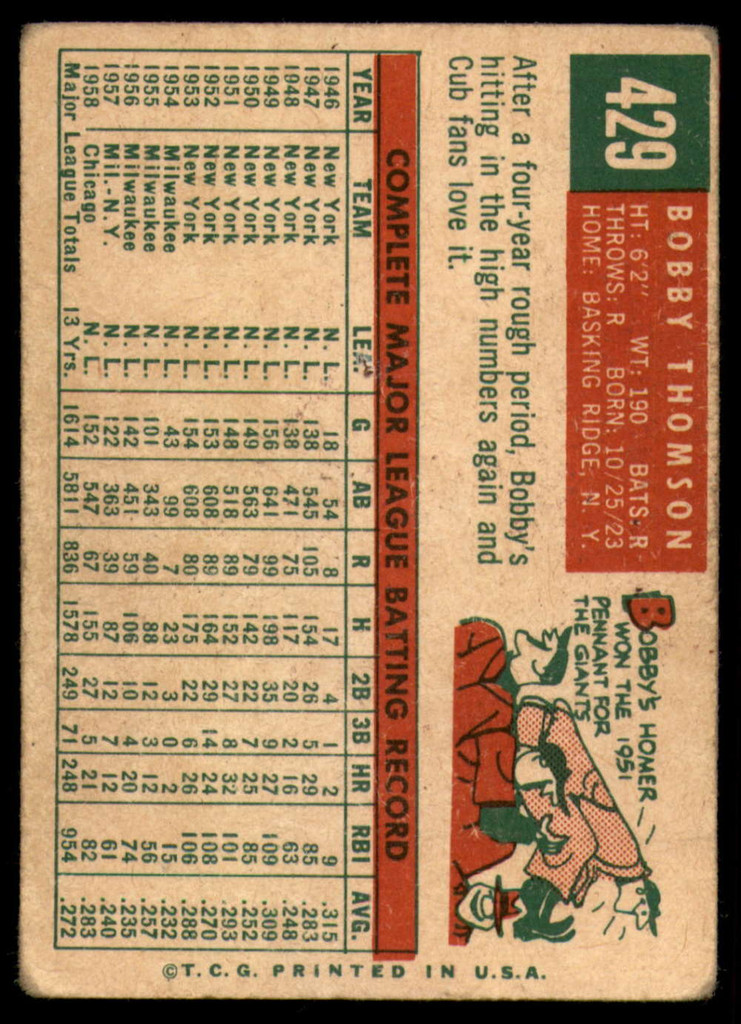 429
BOBBY THOMSON
HT: 6'2" WT: 190 BATS: R
THROWS: R BORN: 10/25/23
HOME: BASKING RIDGE, N. Y.
After a four-year rough period, Bobby's
hitting in the high numbers again and
Cub fans love it.
BOBBY'S HOMER
WON THE 1951
PENNANT FOR
THE GIANTS
COMPLETE MAJOR LEAGUE BATTING RECORD
YEAR TEAM LEA. G AB R H 2B 3B HR RBI AVG.
1946 New York N. L. 18 54 8 17 4 1 2 9 .315
1947 New York N. L. 138 545 105 154 26 5 29 85 .283
1948 New York N. L. 138 471 75 117 20 2 16 63 .248
1949 New York N. L. 156 641 99 198 35 9 27 109 .309
1950 New York N. L. 149 563 79 142 22 7 25 85 .252
1951 New York N. L. 148 518 89 152 27 8 32 101 .293
1952 New York N. L. 153 608 89 164 29 14 24 108 .270
1953 New York N. L. 154 608 80 175 22 6 26 106 .288
1954 Milwaukee N. L. 43 99 7 23 3 0 2 15 .232
1955 Milwaukee N. L. 101 343 40 88 12 3 12 56 .257
1956 Milwaukee N. L. 142 451 59 106 10 4 20 74 .235
1957 Mil.-N.Y. N. L. 122 363 39 87 12 7 12 61 .240
1958 Chicago N. L. 152 547 67 155 27 5 21 82 .283
Major League Totals 13 Yrs. 1614 5811 836 1578 249 71 248 954 .272
©T.C.G. PRINTED IN U.S.A.